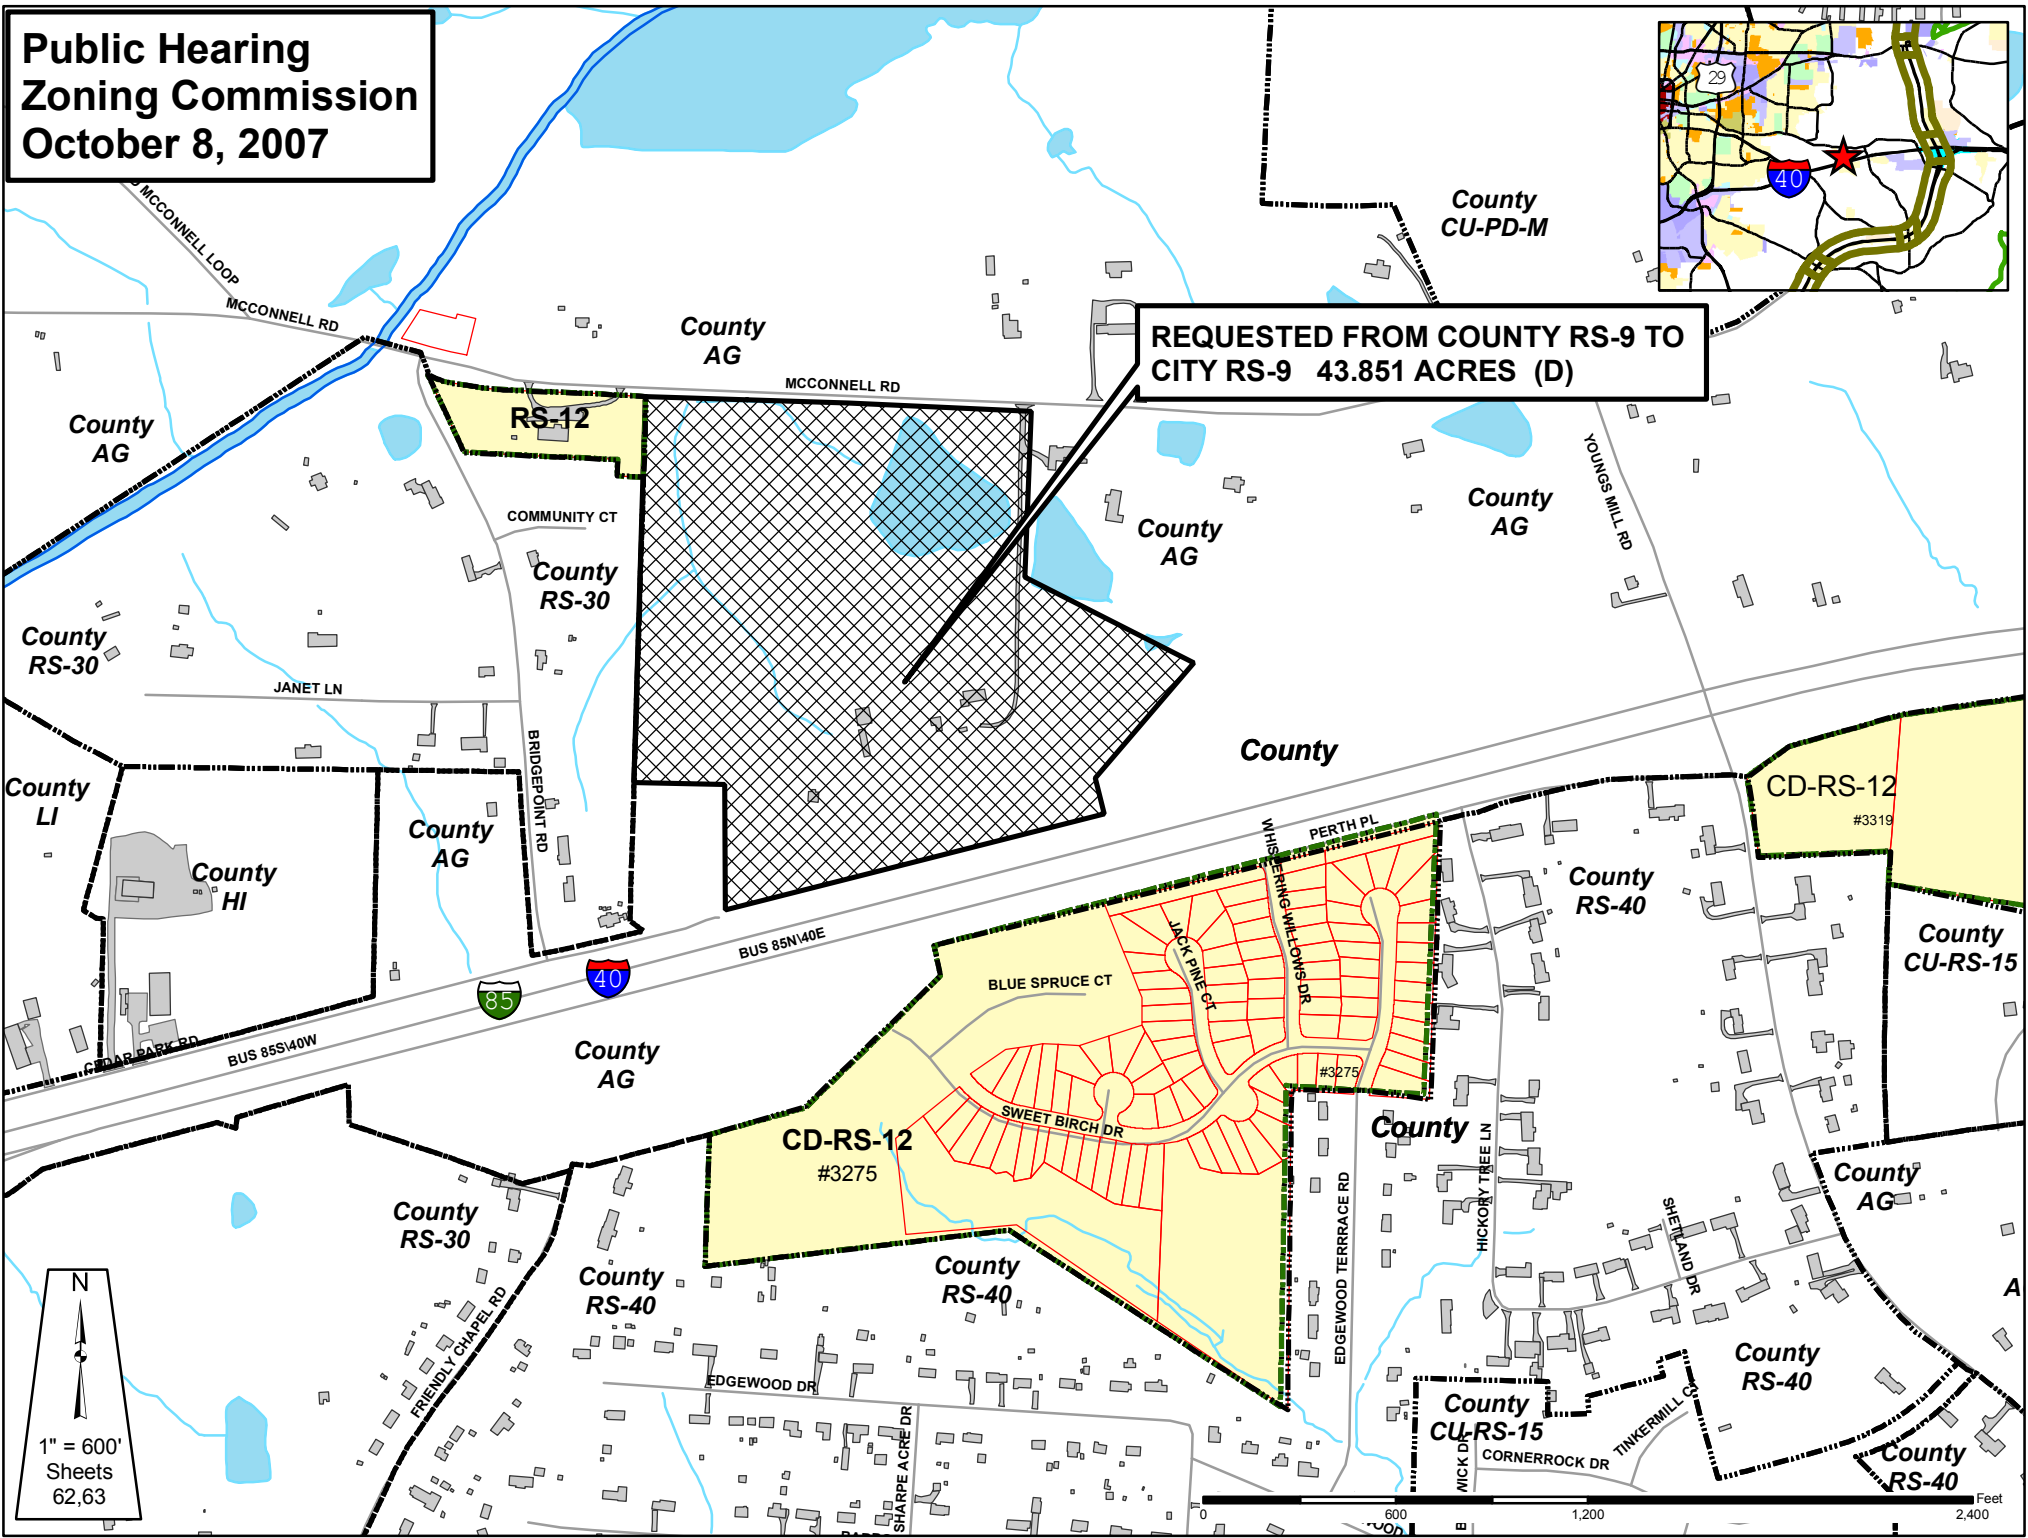 Public Hearing
Zoning Commission
October 8, 2007
29
40
MCCONNELL LOOP
MCCONNELL RD
County
CU-PD-M
County
AG
REQUESTED FROM COUNTY RS-9 TO
CITY RS-9 43.851 ACRES (D)
MCCONNELL RD
RS-12
County
AG
YOUNGS MILL RD
County
AG
County
AG
COMMUNITY CT
County
RS-30
County
RS-30
JANET LN
BRIDGEPOINT RD
County
County
LI
County
AG
County
HI
CD-RS-12
#3319
PERTH PL
WHISPERING WILLOWS DR
County
RS-40
County
CU-RS-15
JACK PINE CT
BLUE SPRUCE CT
BUS 85N\40E
40
85
CEDAR PARK RD
BUS 85S\40W
County
AG
#3275
SWEET BIRCH DR
CD-RS-12
#3275
County
HICKORY TREE LN
EDGEWOOD TERRRACE RD
County
AG
SHETLAND DR
County
RS-30
FRIENDLY CHAPEL RD
County
RS-40
County
RS-40
A
EDGEWOOD DR
SHARPE ACRE DR
County
RS-40
County
CU-RS-15
TINKERMILL C
CORNERROCK DR
WICK DR
County
RS-40
N
1" = 600'
Sheets
62,63
Feet
0 600 1,200 2,400